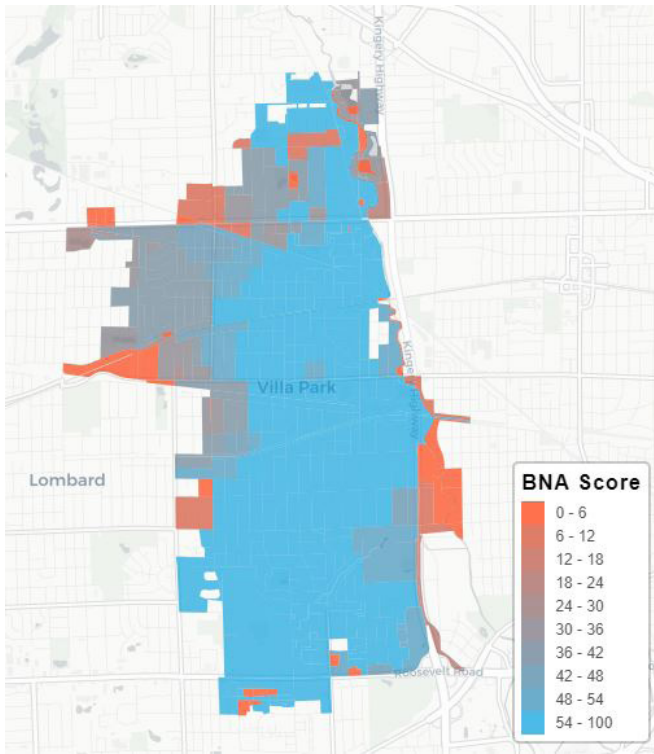 Kingery Highway
Kingery Highway
Villa Park
Lombard
Roosevelt Road
BNA Score
0 - 6
6 - 12
12 - 18
18 - 24
24 - 30
30 - 36
36 - 42
42 - 48
48 - 54
54 - 100